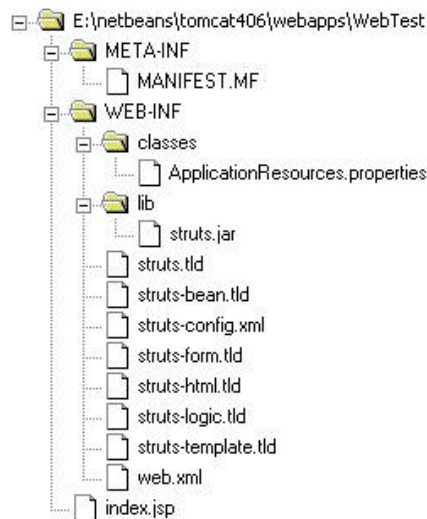 E:\netbeans\tomcat406\webapps\WebTest
META-INF
MANIFEST.MF
WEB-INF
classes
ApplicationResources.properties
lib
struts.jar
struts.tld
struts-bean.tld
struts-config.xml
struts-form.tld
struts-html.tld
struts-logic.tld
struts-template.tld
web.xml
index.jsp